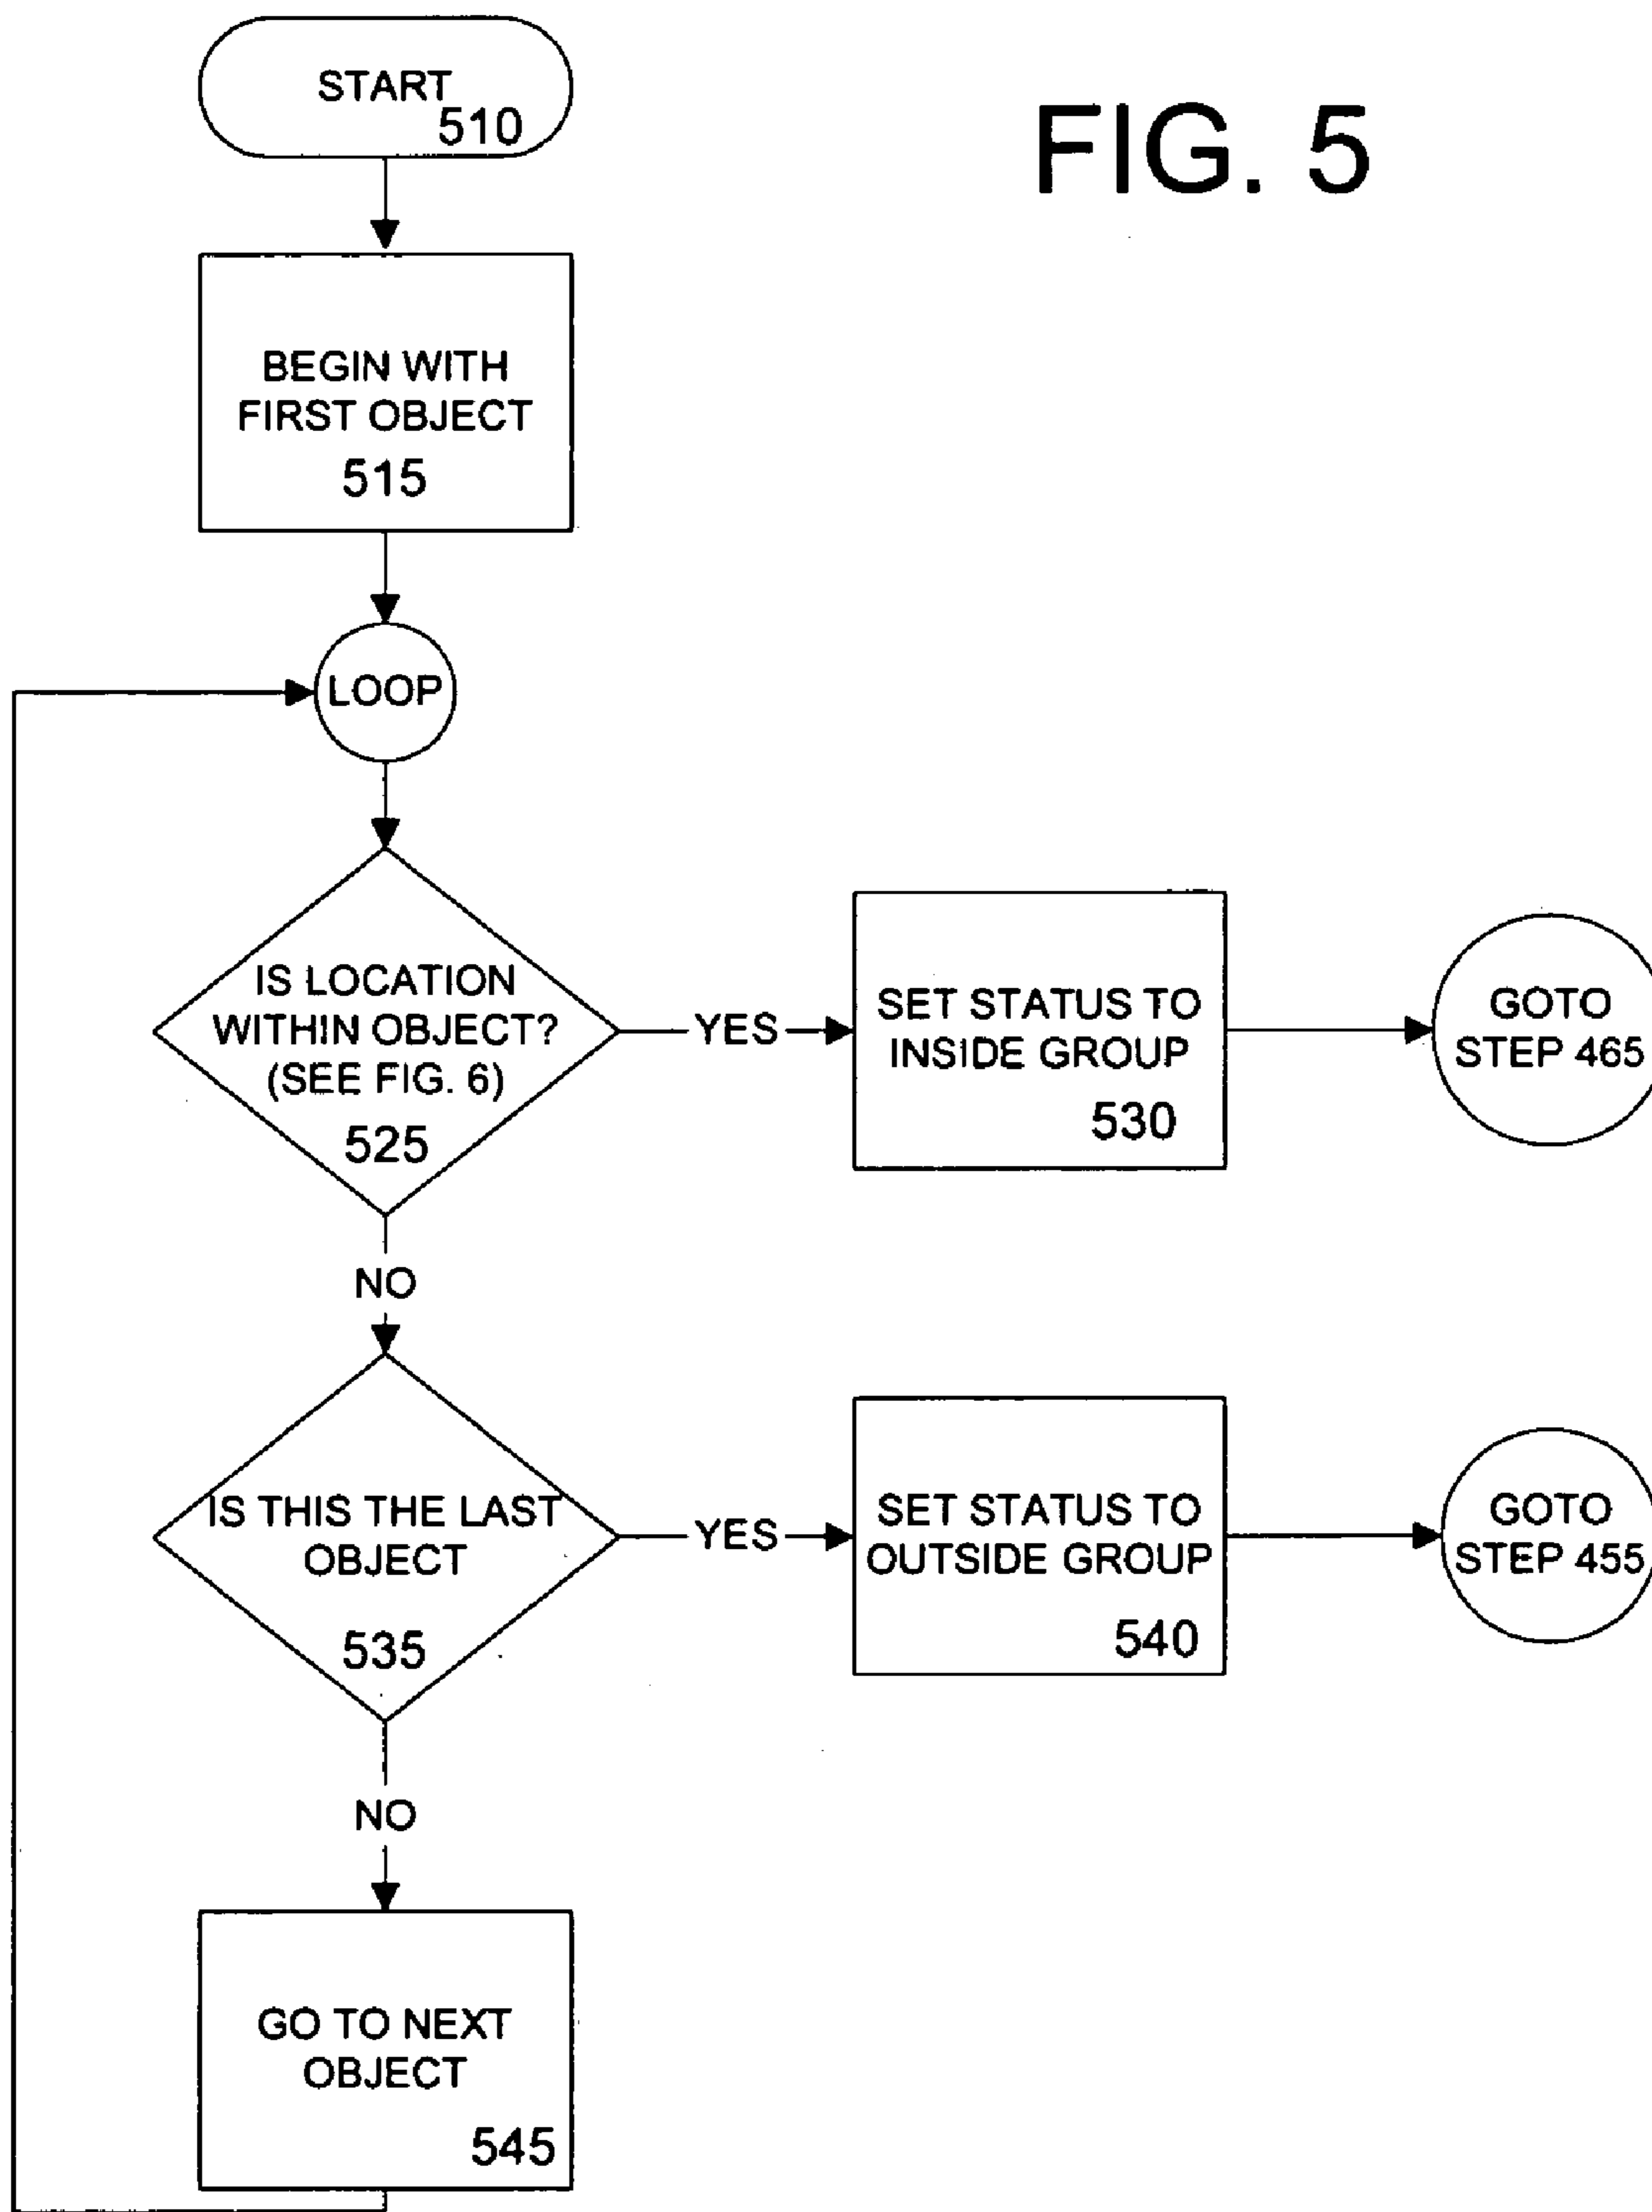 FIG. 5
START
510
BEGIN WITH
FIRST OBJECT
515
LOOP
IS LOCATION
WITHIN OBJECT?
(SEE FIG. 6)
525
YES
SET STATUS TO
INSIDE GROUP
530
GOTO
STEP 465
NO
IS THIS THE LAST
OBJECT
535
YES
SET STATUS TO
OUTSIDE GROUP
540
GOTO
STEP 455
NO
GO TO NEXT
OBJECT
545